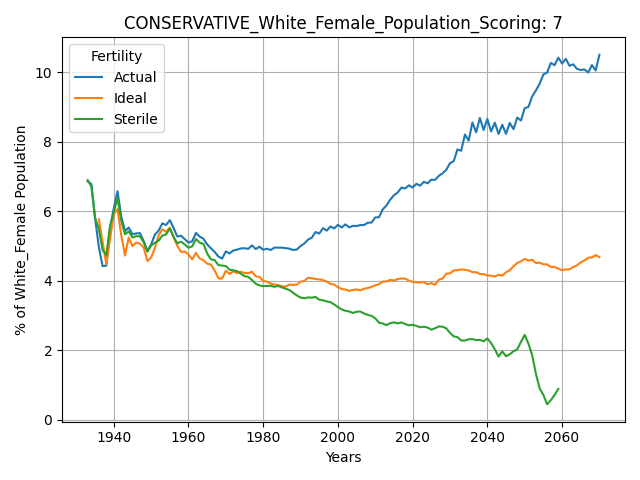 CONSERVATIVE_White_Female_Population_Scoring: 7
Fertility
Actual
Ideal
Sterile
% of White_Female Population
10
8
6
4
2
0
1940 1960 1980 2000 2020 2040 2060
Years